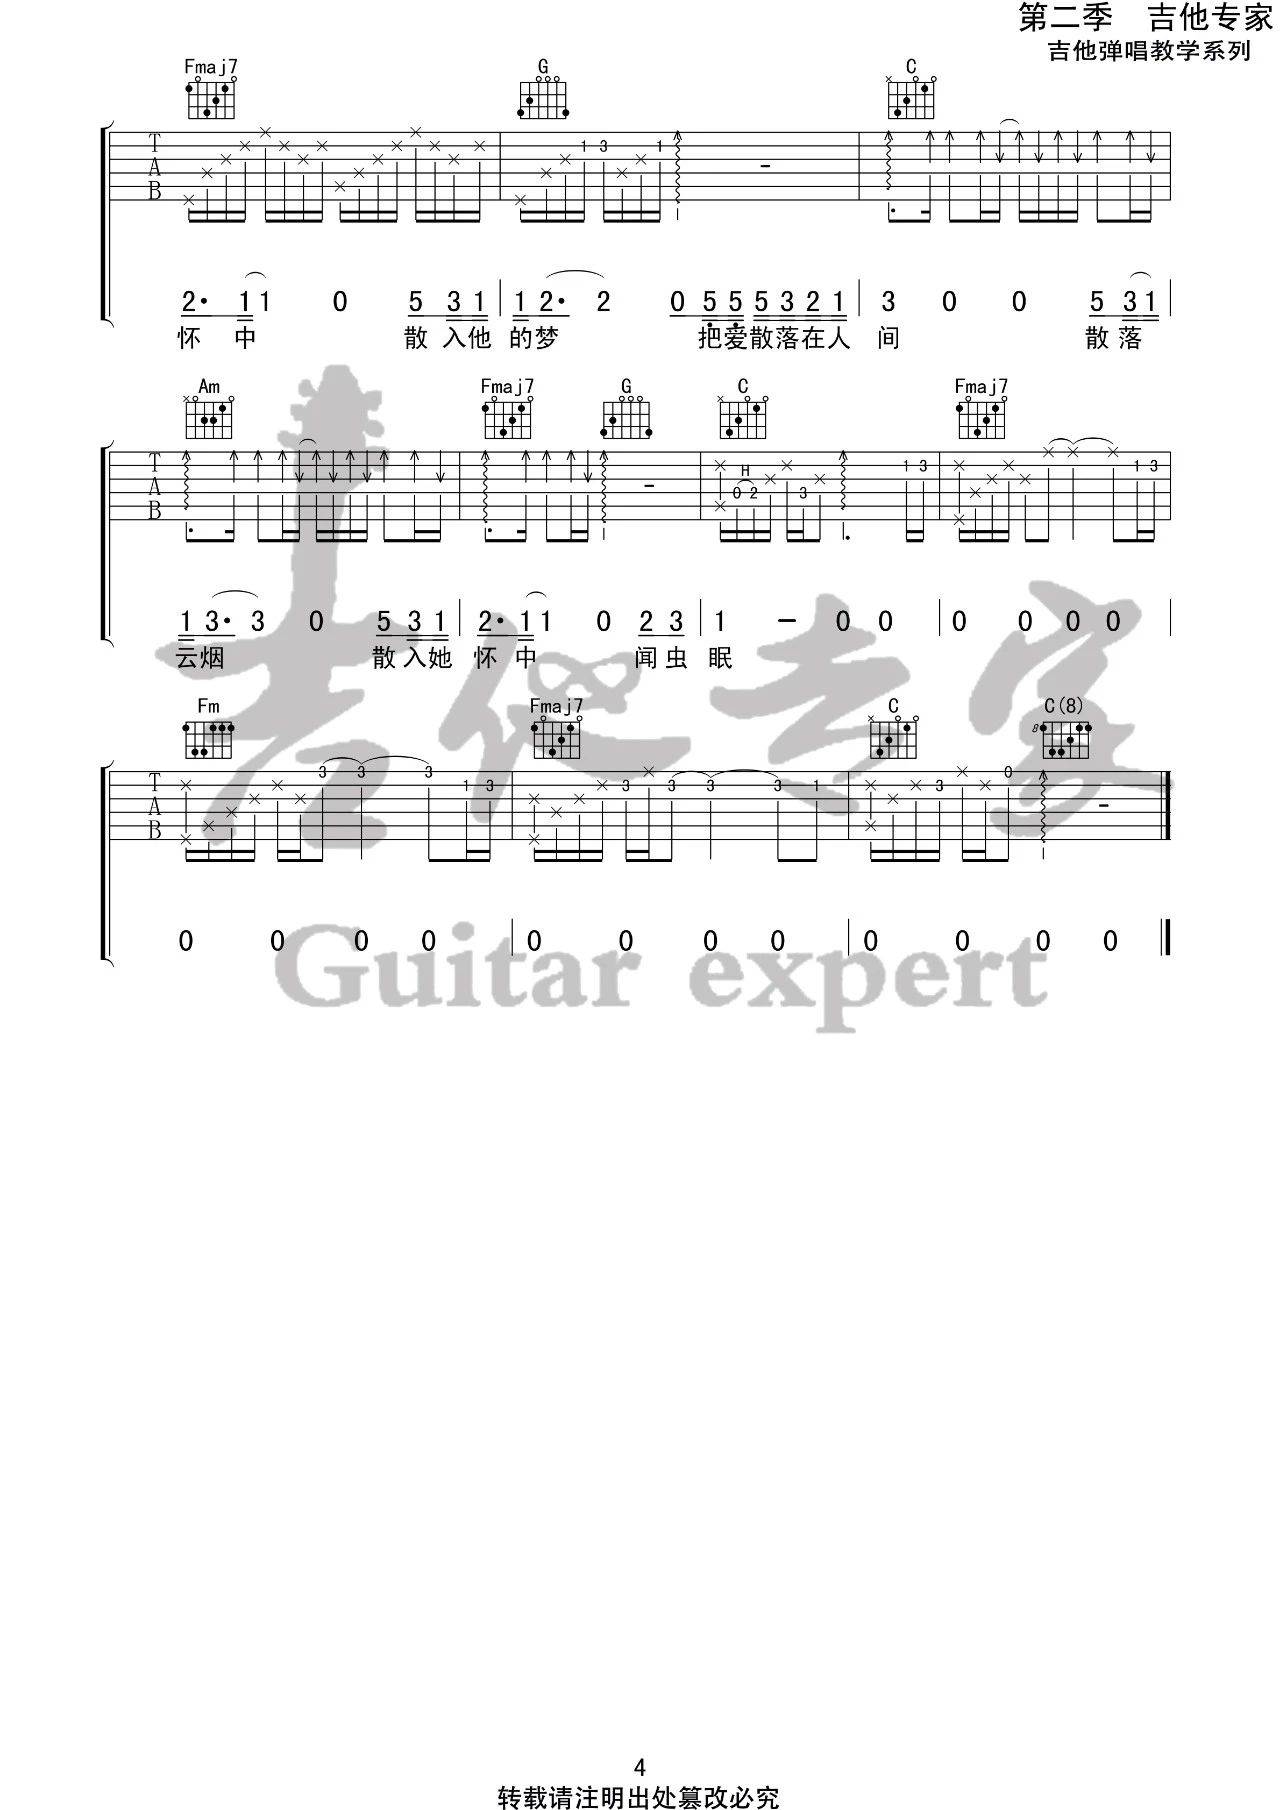 第二季 吉他专家
吉他弹唱教学系列
Fmaj7 G C
T A B 1 3 1
2· 1 1 0 5 3 1 1 2· 2 0 5 5 5 3 2 1 3 0 0 5 3 1
怀 中 散 入他 的梦 把爱散落在人 间 散 落
Am Fmaj7 G C Fmaj7
T A B H 0 2 3 1 3 1 3
1 3· 3 0 5 3 1 2· 1 1 0 2 3 1 - 0 0 0 0 0 0
云烟 散 入她 怀 中 闻 虫 眠
吉他专家
Fm Fmaj7 C C(8)
8
T A B 3 3 3 1 3 3 3 3 3 1 3 0
0 0 0 0 0 0 0 0 0 0 0 0
Guitar expert
4
转载请注明出处篡改必究